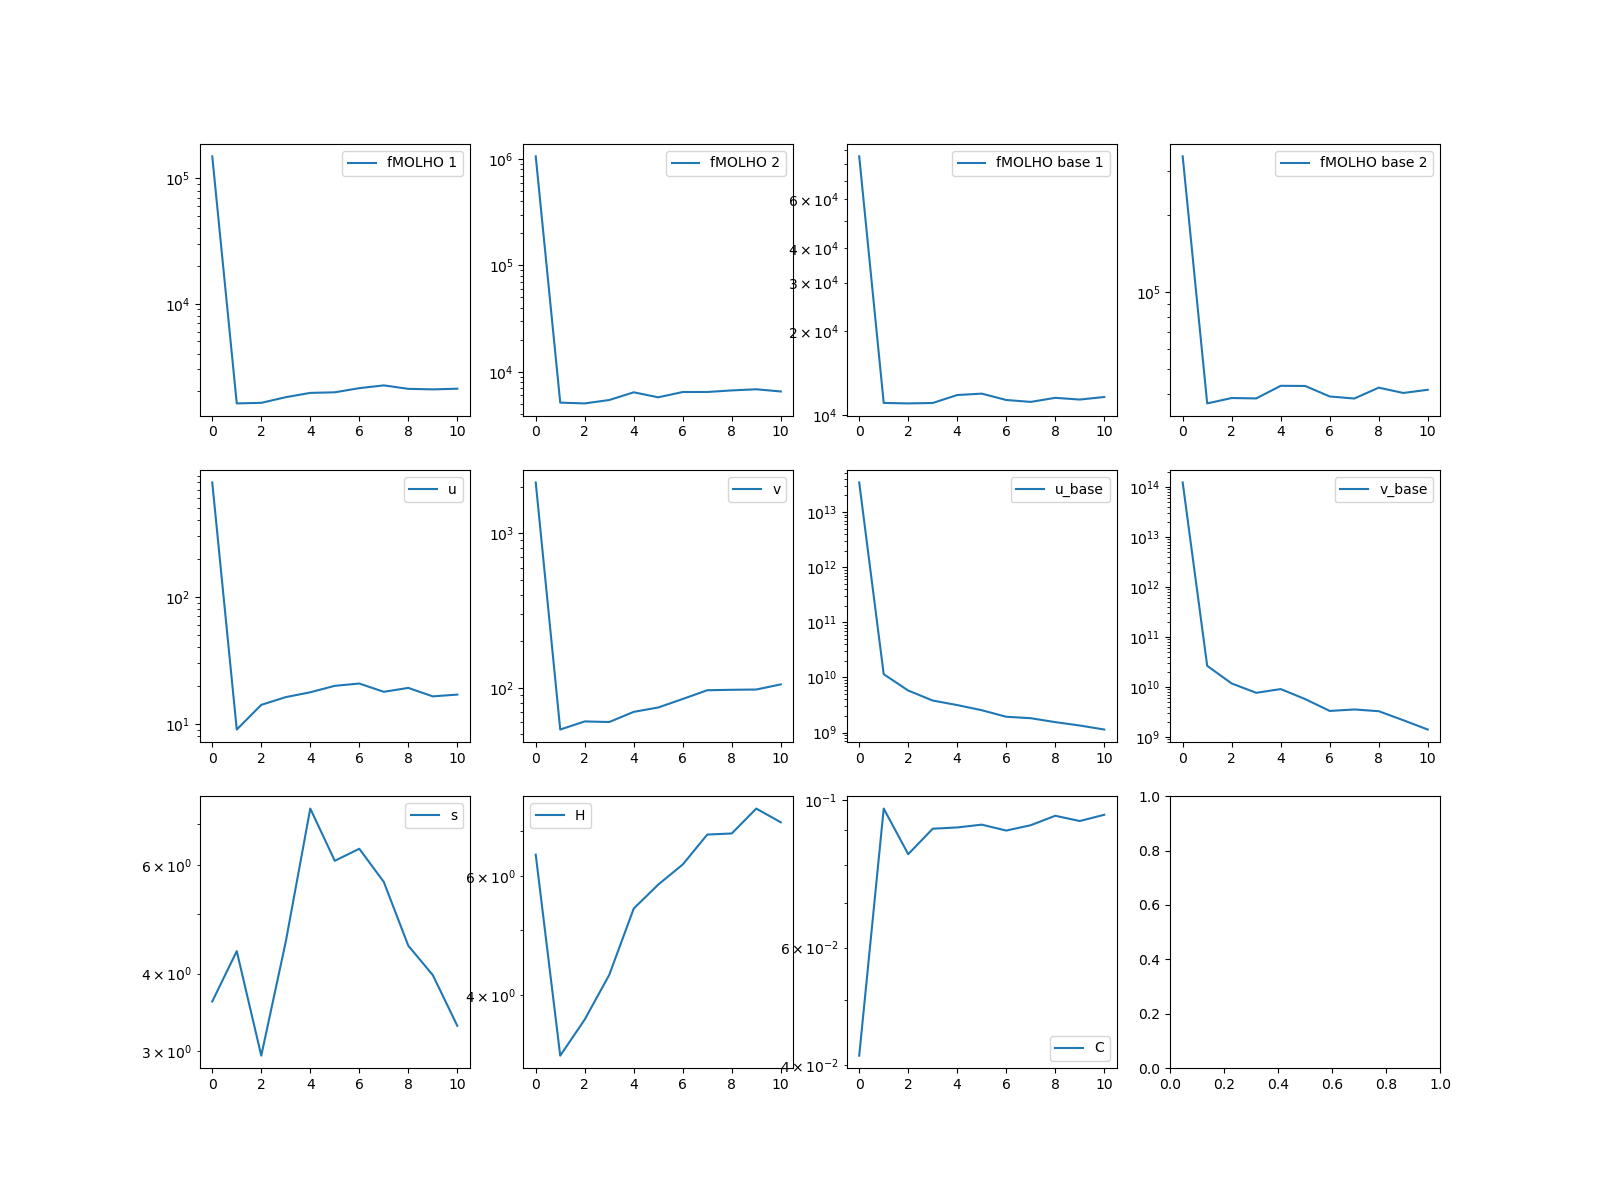 fMOLHO 1
10^5
10^4
0 2 4 6 8 10
fMOLHO 2
10^6
10^5
10^4
0 2 4 6 8 10
fMOLHO base 1
6 × 10^4
4 × 10^4
3 × 10^4
2 × 10^4
10^4
0 2 4 6 8 10
fMOLHO base 2
10^5
0 2 4 6 8 10
u
10^2
10^1
0 2 4 6 8 10
v
10^3
10^2
0 2 4 6 8 10
u_base
10^13
10^12
10^11
10^10
10^9
0 2 4 6 8 10
v_base
10^14
10^13
10^12
10^11
10^10
10^9
0 2 4 6 8 10
s
6 × 10^0
4 × 10^0
3 × 10^0
0 2 4 6 8 10
H
6 × 10^0
4 × 10^0
0 2 4 6 8 10
10^-1
6 × 10^-2
4 × 10^-2
C
0 2 4 6 8 10
1.0
0.8
0.6
0.4
0.2
0.0
0.0 0.2 0.4 0.6 0.8 1.0